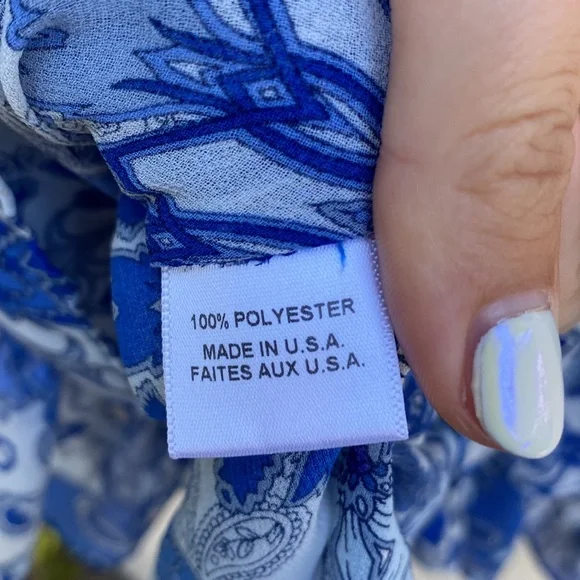 100% POLYESTER
MADE IN U.S.A.
FAITES AUX U.S.A.